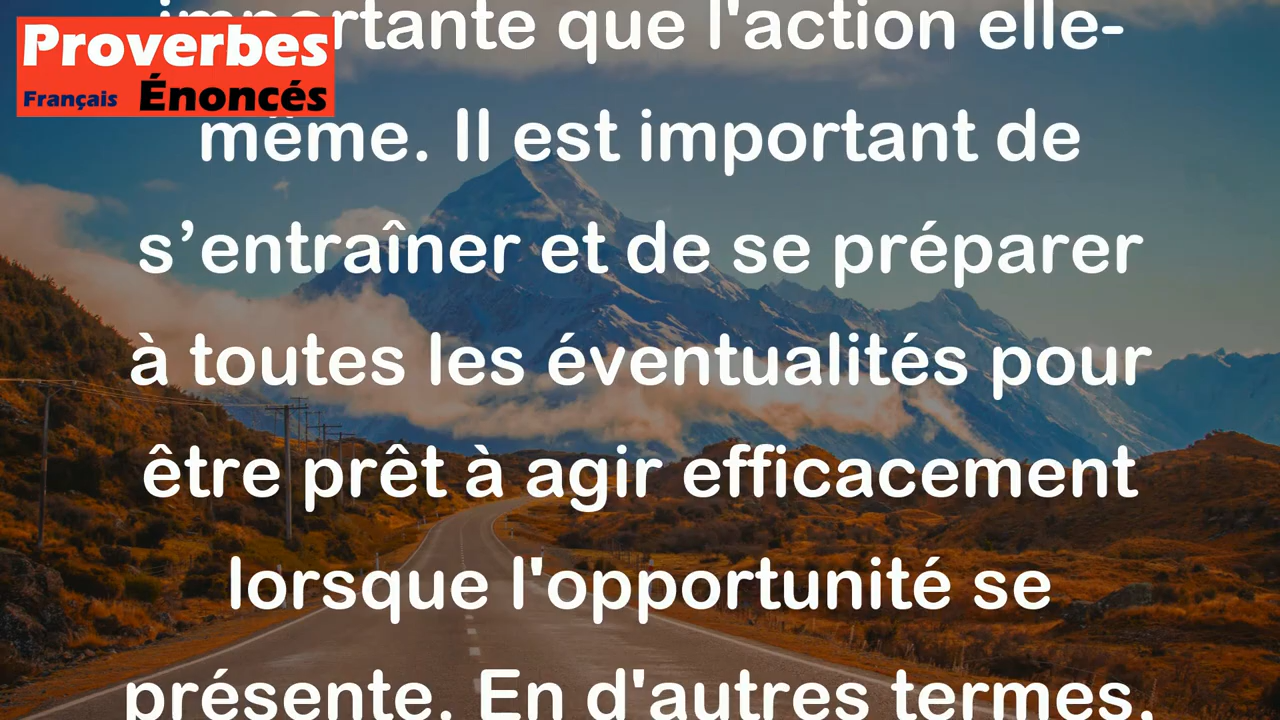 Proverbes
Français Énoncés
importante que l'action elle-
même. Il est important de
s’entraîner et de se préparer
à toutes les éventualités pour
être prêt à agir efficacement
lorsque l'opportunité se
présente. En d'autres termes,